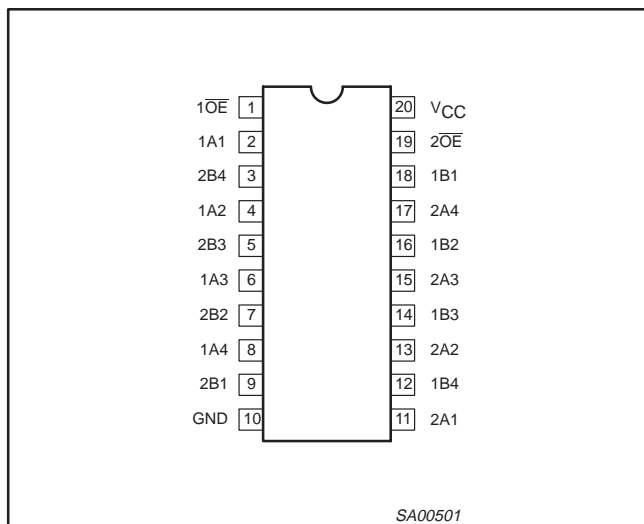 1O̅E̅ 1 20 VCC
1A1 2 19 2O̅E̅
2B4 3 18 1B1
1A2 4 17 2A4
2B3 5 16 1B2
1A3 6 15 2A3
2B2 7 14 1B3
1A4 8 13 2A2
2B1 9 12 1B4
GND 10 11 2A1
SA00501